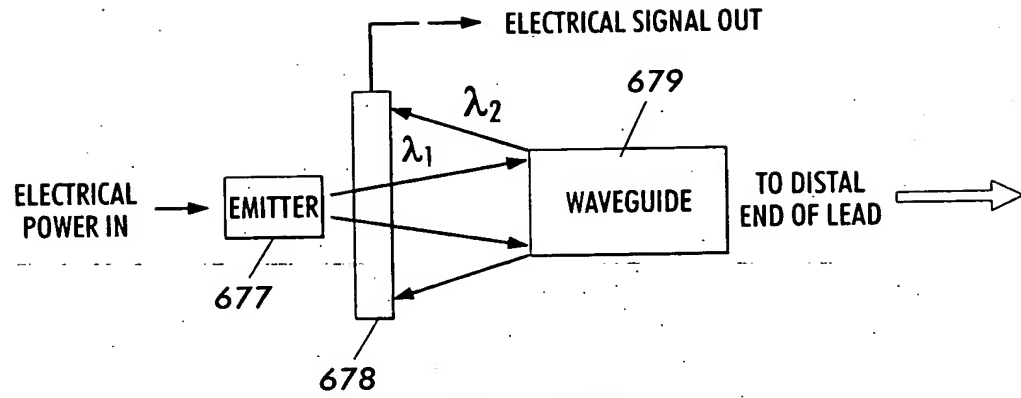 ELECTRICAL SIGNAL OUT
679
λ2
λ1
ELECTRICAL
POWER IN
EMITTER
WAVEGUIDE
TO DISTAL
END OF LEAD
677
678